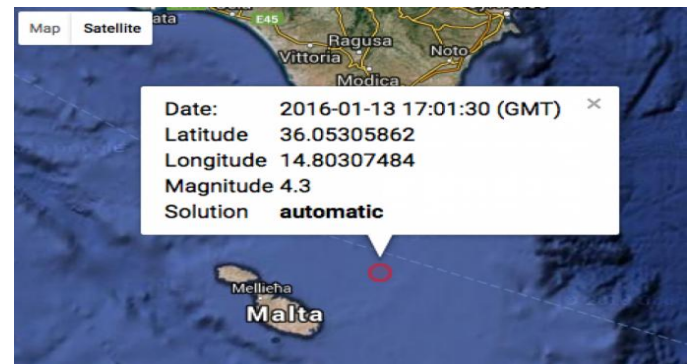 Map Satellite
E45
Ragusa
Vittoria
Noto
Modica
Date: 2016-01-13 17:01:30 (GMT) ×
Latitude 36.05305862
Longitude 14.80307484
Magnitude 4.3
Solution automatic
Mellieħa
Malta